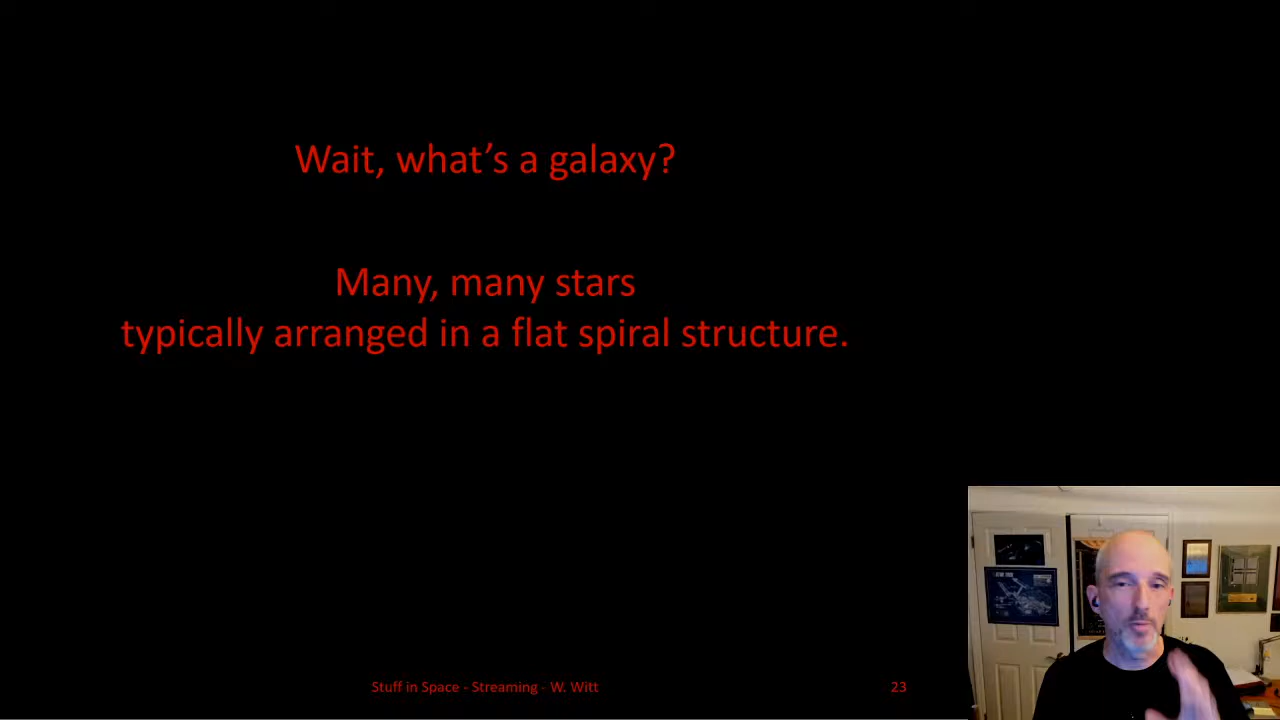 Wait, what’s a galaxy?
Many, many stars
typically arranged in a flat spiral structure.
Stuff in Space - Streaming - W. Witt
23